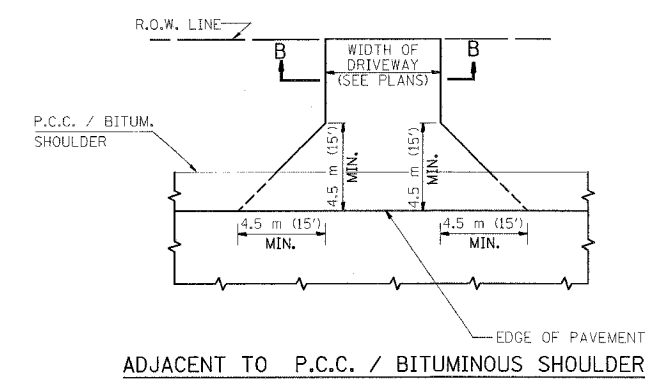 R.O.W. LINE
B
WIDTH OF
DRIVEWAY
(SEE PLANS)
B
P.C.C. / BITUM.
SHOULDER
4.5 m (15')
MIN.
4.5 m (15')
MIN.
4.5 m (15')
MIN.
4.5 m (15')
MIN.
EDGE OF PAVEMENT
ADJACENT TO P.C.C. / BITUMINOUS SHOULDER